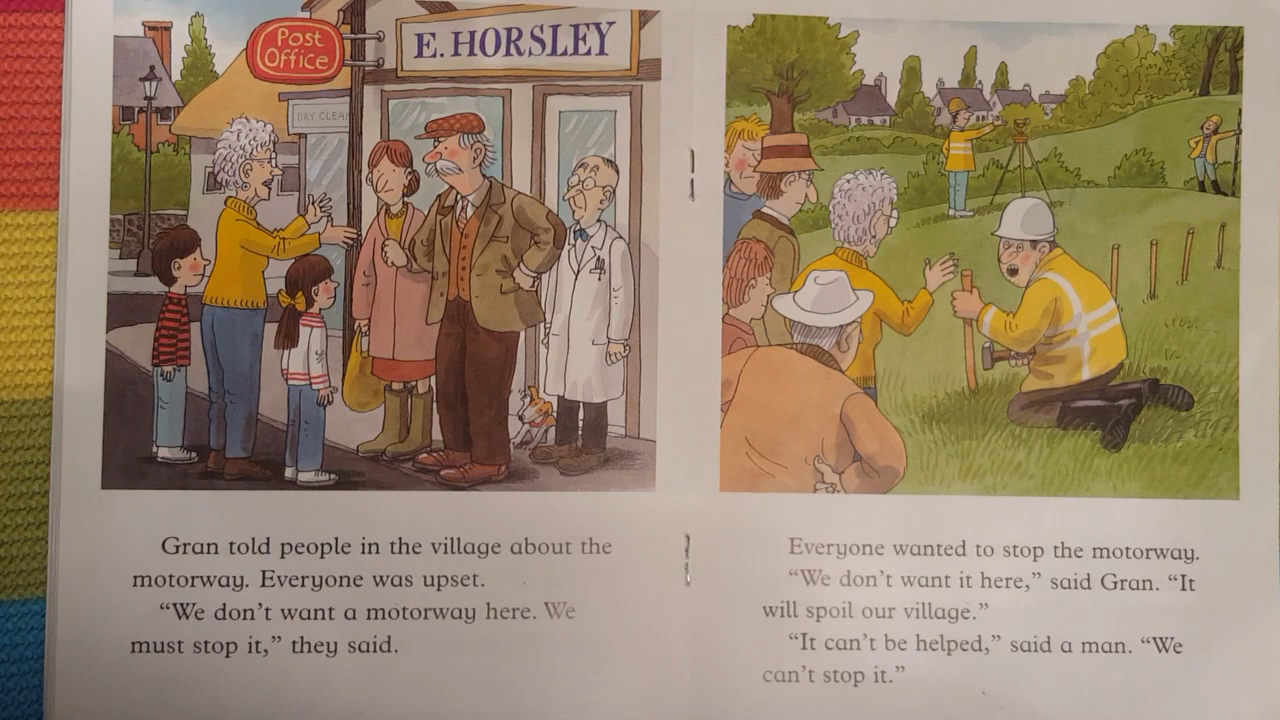 Post
Office
E. HORSLEY
DRY CLEAN
Gran told people in the village about the
motorway. Everyone was upset.
“We don’t want a motorway here. We
must stop it,” they said.
Everyone wanted to stop the motorway.
“We don’t want it here,” said Gran. “It
will spoil our village.”
“It can’t be helped,” said a man. “We
can’t stop it.”